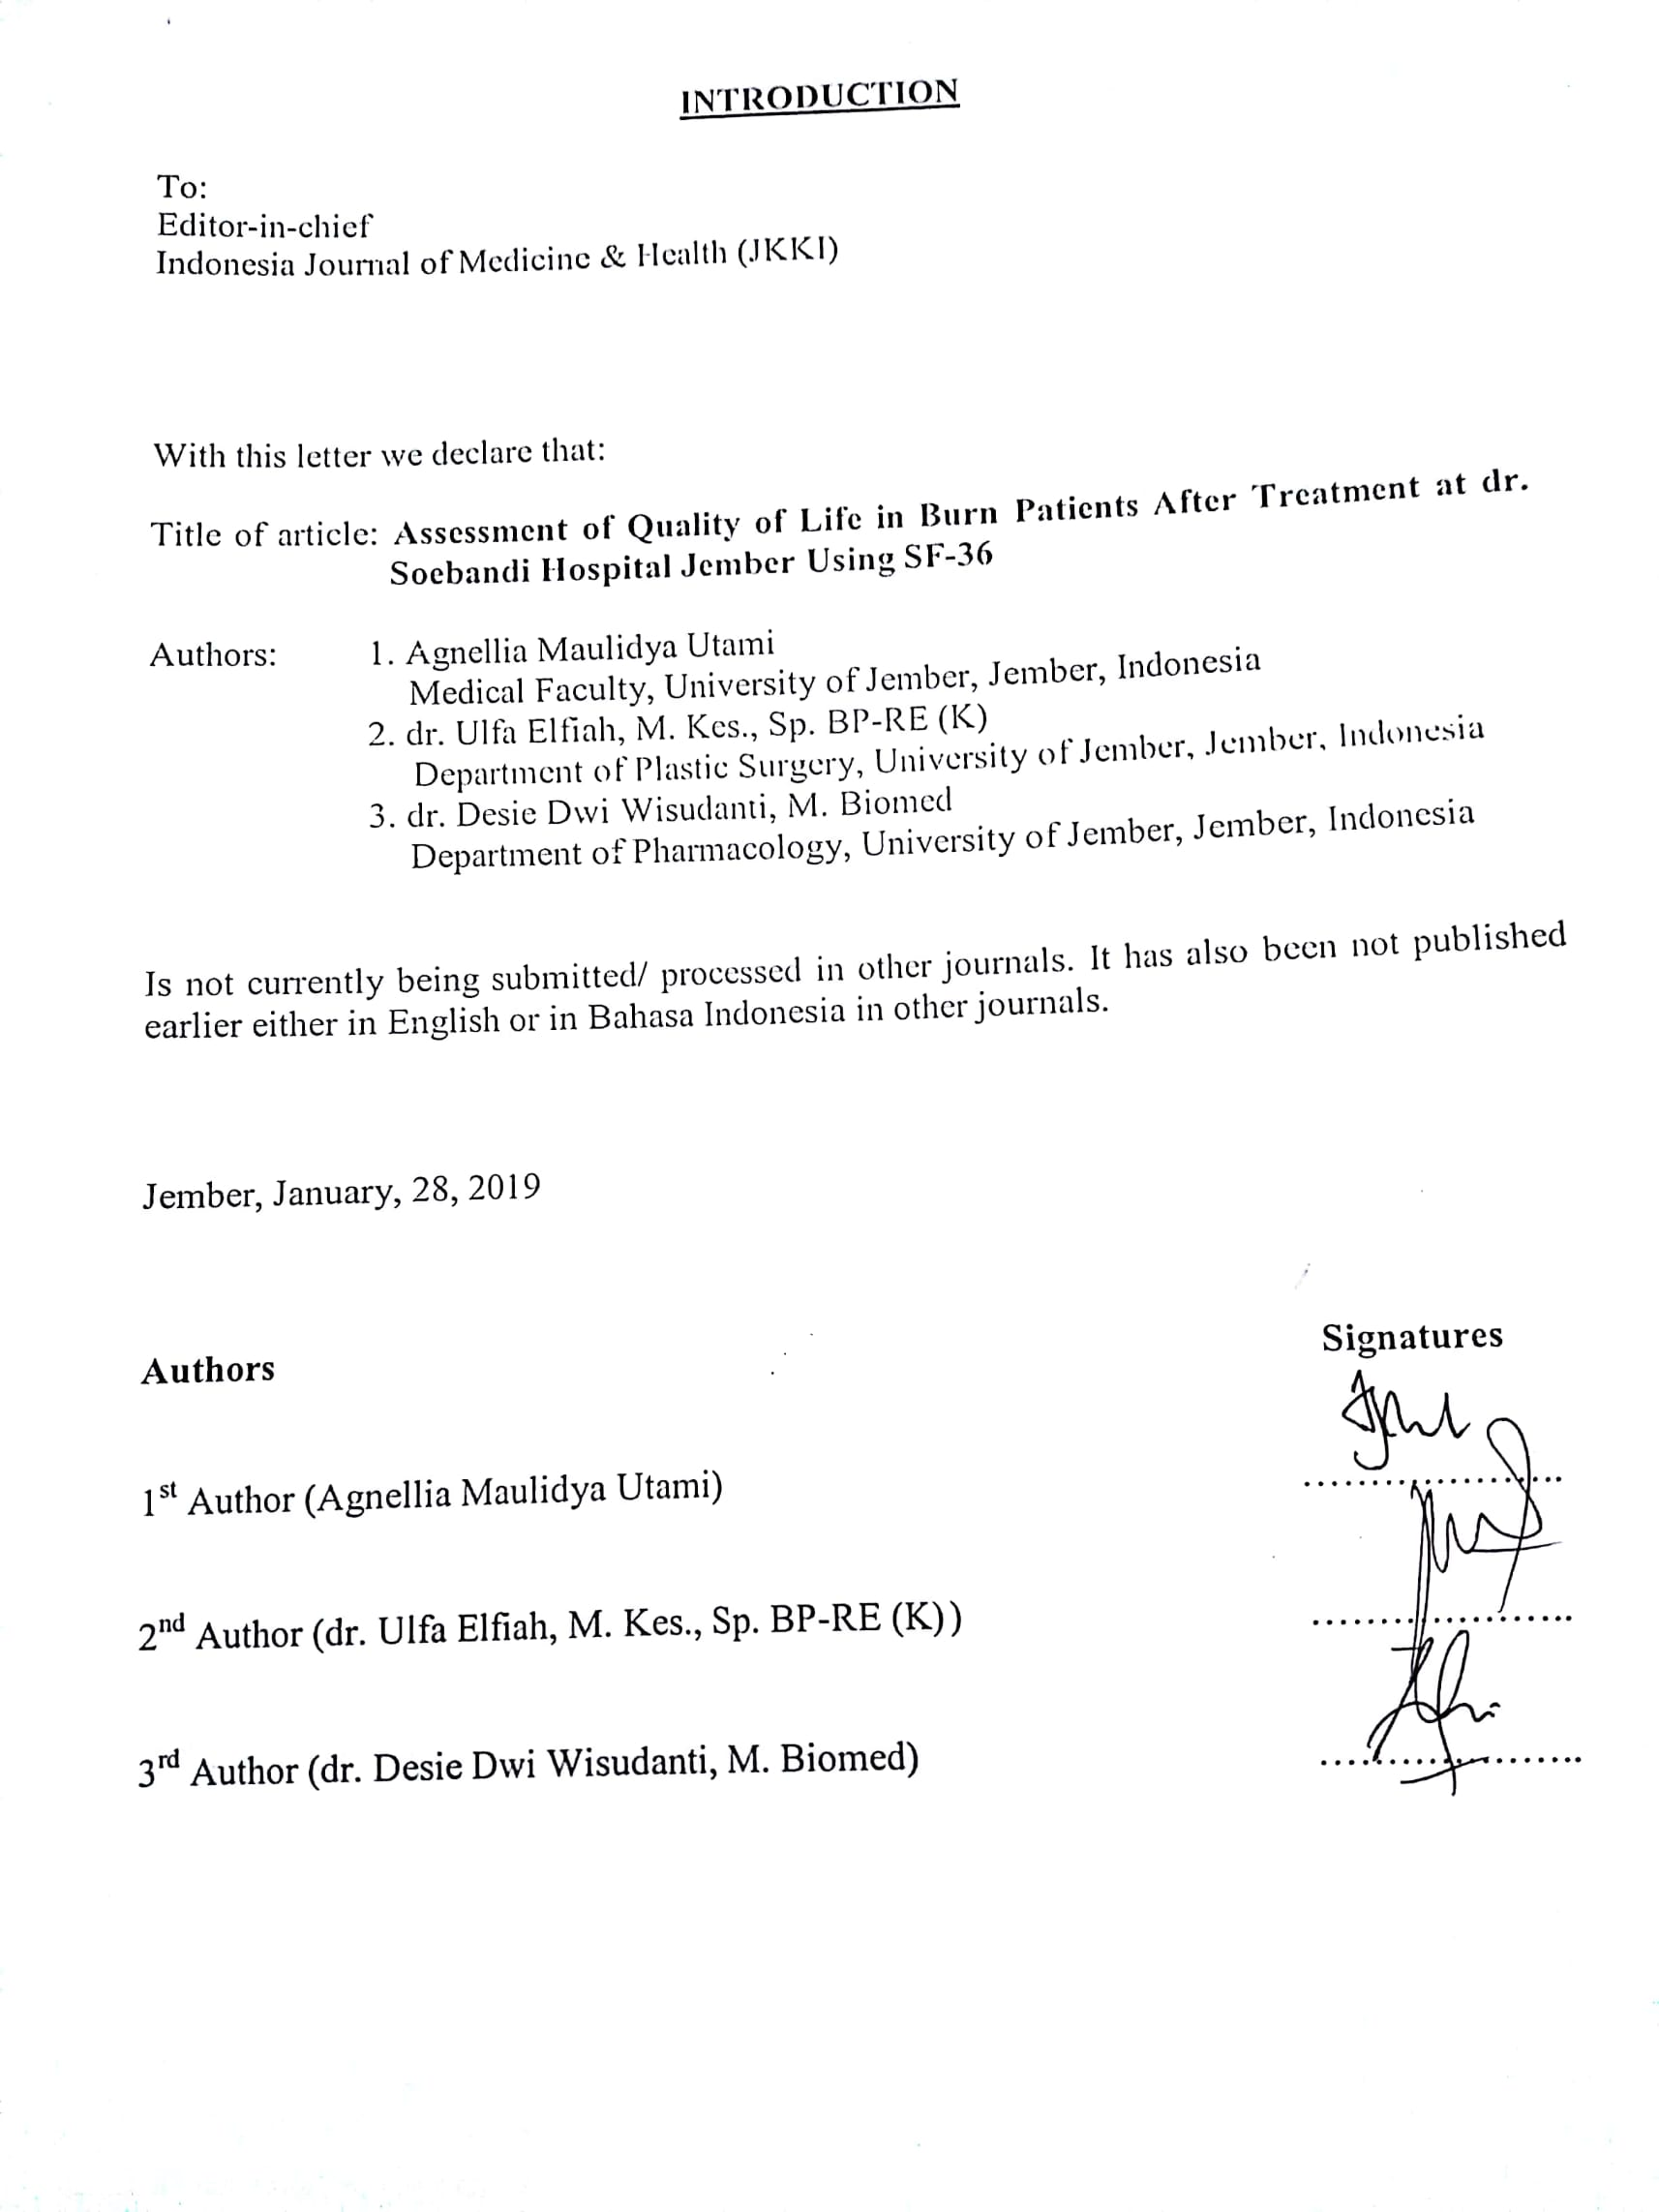 INTRODUCTION
To:
Editor-in-chief
Indonesia Journal of Medicine & Health (JKKI)
With this letter we declare that:
Title of article: Assessment of Quality of Life in Burn Patients After Treatment at dr.
Soebandi Hospital Jember Using SF-36
Authors: 1. Agnellia Maulidya Utami
Medical Faculty, University of Jember, Jember, Indonesia
2. dr. Ulfa Elfiah, M. Kes., Sp. BP-RE (K)
Department of Plastic Surgery, University of Jember, Jember, Indonesia
3. dr. Desie Dwi Wisudanti, M. Biomed
Department of Pharmacology, University of Jember, Jember, Indonesia
Is not currently being submitted/ processed in other journals. It has also been not published
earlier either in English or in Bahasa Indonesia in other journals.
Jember, January, 28, 2019
Authors Signatures
1st Author (Agnellia Maulidya Utami)
2nd Author (dr. Ulfa Elfiah, M. Kes., Sp. BP-RE (K))
3rd Author (dr. Desie Dwi Wisudanti, M. Biomed)